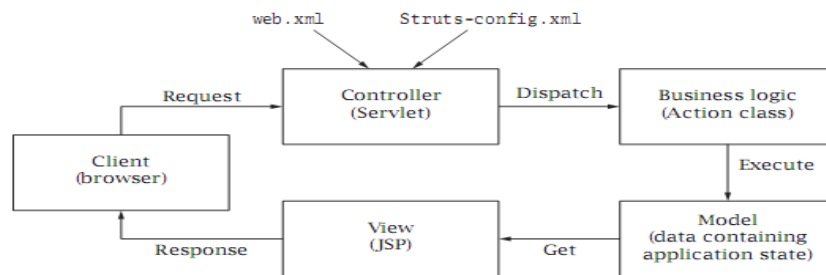 web.xml
Struts-config.xml
Request
Controller
(Servlet)
Dispatch
Business logic
(Action class)
Client
(browser)
Execute
View
(JSP)
Model
(data containing
application state)
Response
Get